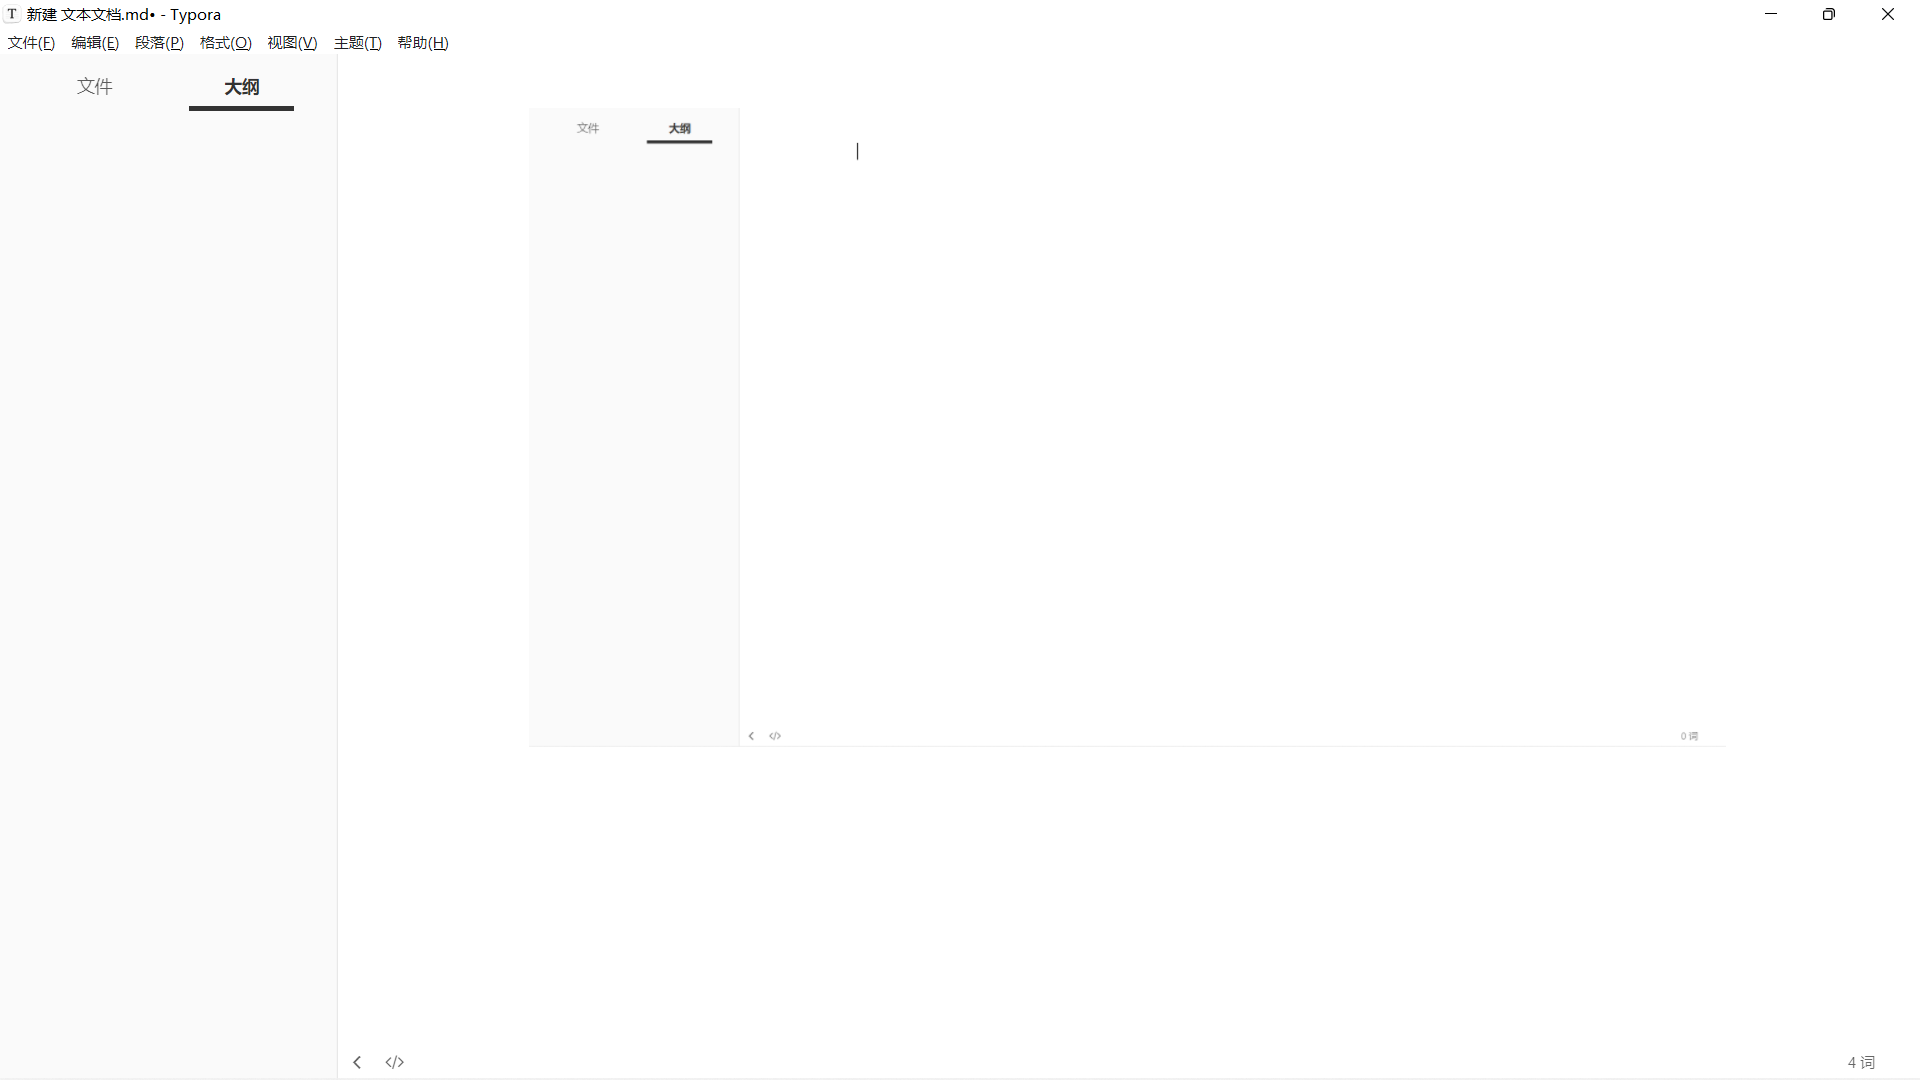 T 新建 文本文档.md• - Typora
文件(F) 编辑(E) 段落(P) 格式(O) 视图(V) 主题(T) 帮助(H)
文件 大纲
文件 大纲
</> 0 词
</> 4 词